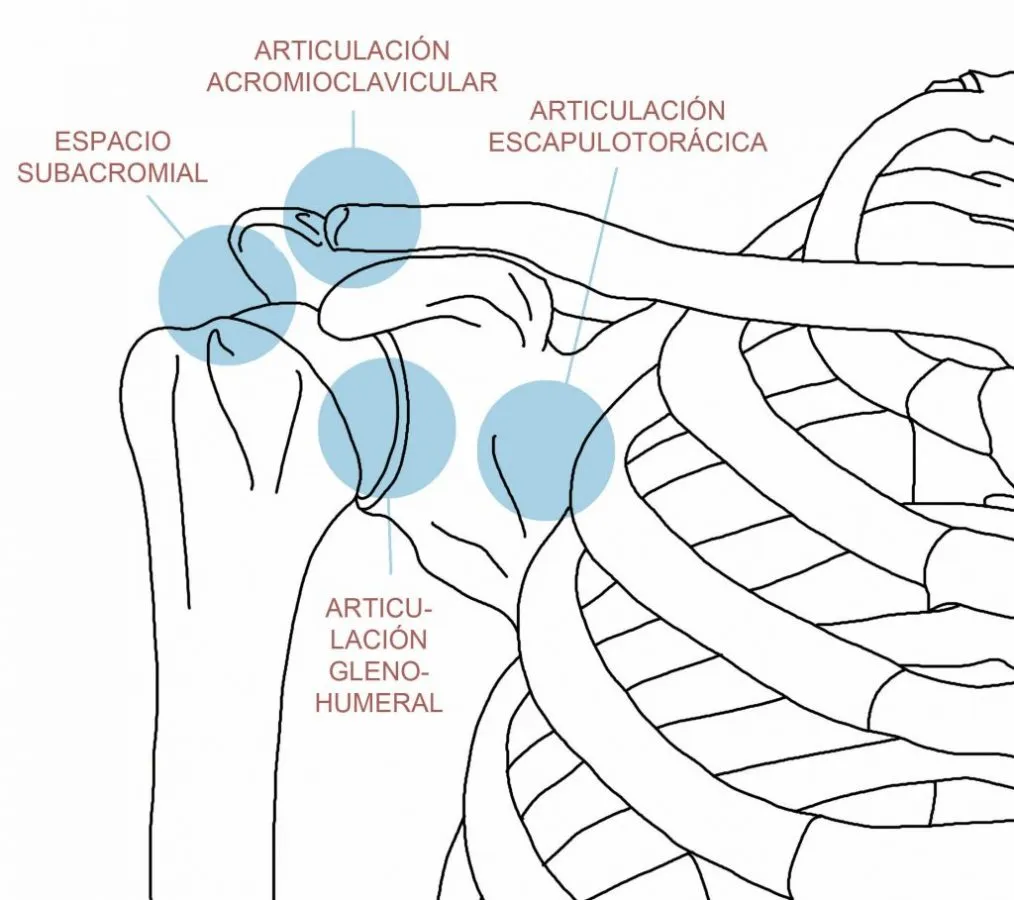 ARTICULACIÓN
ACROMIOCLAVICULAR
ARTICULACIÓN
ESCAPULOTORÁCICA
ESPACIO
SUBACROMIAL
ARTICU-
LACIÓN
GLENO-
HUMERAL